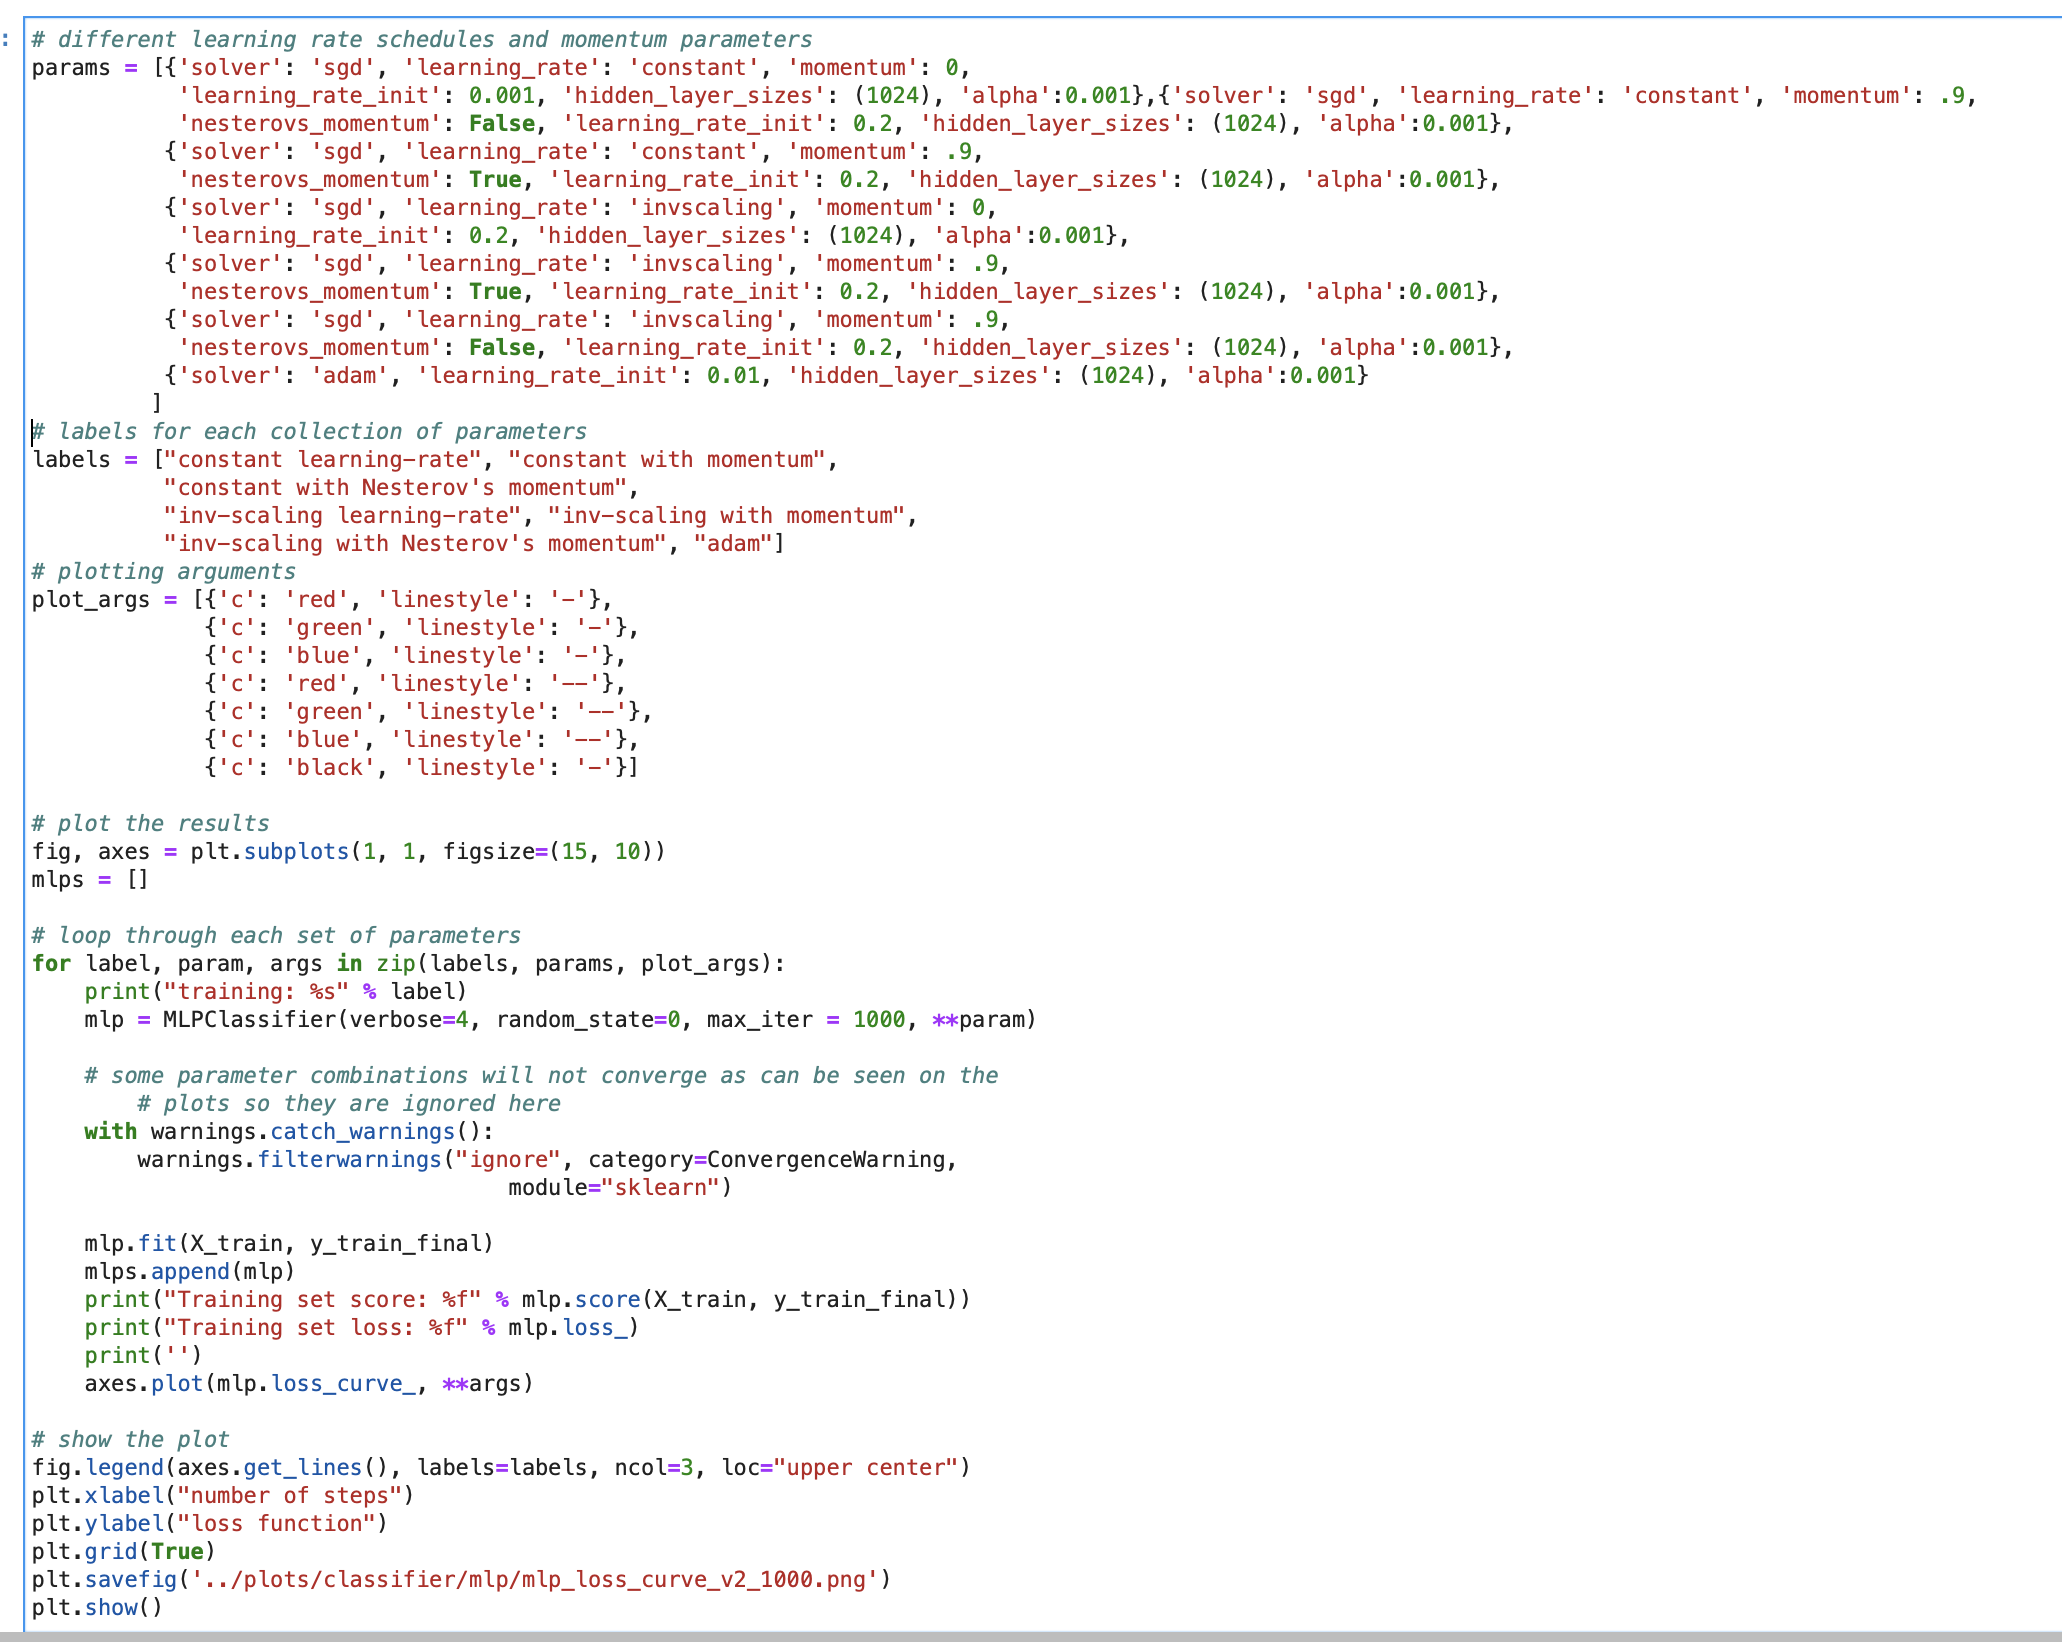 :
# different learning rate schedules and momentum parameters
params = [{'solver': 'sgd', 'learning_rate': 'constant', 'momentum': 0,
           'learning_rate_init': 0.001, 'hidden_layer_sizes': (1024), 'alpha':0.001},{'solver': 'sgd', 'learning_rate': 'constant', 'momentum': .9,
           'nesterovs_momentum': False, 'learning_rate_init': 0.2, 'hidden_layer_sizes': (1024), 'alpha':0.001},
          {'solver': 'sgd', 'learning_rate': 'constant', 'momentum': .9,
           'nesterovs_momentum': True, 'learning_rate_init': 0.2, 'hidden_layer_sizes': (1024), 'alpha':0.001},
          {'solver': 'sgd', 'learning_rate': 'invscaling', 'momentum': 0,
           'learning_rate_init': 0.2, 'hidden_layer_sizes': (1024), 'alpha':0.001},
          {'solver': 'sgd', 'learning_rate': 'invscaling', 'momentum': .9,
           'nesterovs_momentum': True, 'learning_rate_init': 0.2, 'hidden_layer_sizes': (1024), 'alpha':0.001},
          {'solver': 'sgd', 'learning_rate': 'invscaling', 'momentum': .9,
           'nesterovs_momentum': False, 'learning_rate_init': 0.2, 'hidden_layer_sizes': (1024), 'alpha':0.001},
          {'solver': 'adam', 'learning_rate_init': 0.01, 'hidden_layer_sizes': (1024), 'alpha':0.001}
         ]
# labels for each collection of parameters
labels = ["constant learning-rate", "constant with momentum",
          "constant with Nesterov's momentum",
          "inv-scaling learning-rate", "inv-scaling with momentum",
          "inv-scaling with Nesterov's momentum", "adam"]
# plotting arguments
plot_args = [{'c': 'red', 'linestyle': '-'},
             {'c': 'green', 'linestyle': '-'},
             {'c': 'blue', 'linestyle': '-'},
             {'c': 'red', 'linestyle': '--'},
             {'c': 'green', 'linestyle': '--'},
             {'c': 'blue', 'linestyle': '--'},
             {'c': 'black', 'linestyle': '-'}]

# plot the results
fig, axes = plt.subplots(1, 1, figsize=(15, 10))
mlps = []

# loop through each set of parameters
for label, param, args in zip(labels, params, plot_args):
    print("training: %s" % label)
    mlp = MLPClassifier(verbose=4, random_state=0, max_iter = 1000, **param)

    # some parameter combinations will not converge as can be seen on the
        # plots so they are ignored here
    with warnings.catch_warnings():
        warnings.filterwarnings("ignore", category=ConvergenceWarning,
                                    module="sklearn")

    mlp.fit(X_train, y_train_final)
    mlps.append(mlp)
    print("Training set score: %f" % mlp.score(X_train, y_train_final))
    print("Training set loss: %f" % mlp.loss_)
    print('')
    axes.plot(mlp.loss_curve_, **args)

# show the plot
fig.legend(axes.get_lines(), labels=labels, ncol=3, loc="upper center")
plt.xlabel("number of steps")
plt.ylabel("loss function")
plt.grid(True)
plt.savefig('../plots/classifier/mlp/mlp_loss_curve_v2_1000.png')
plt.show()